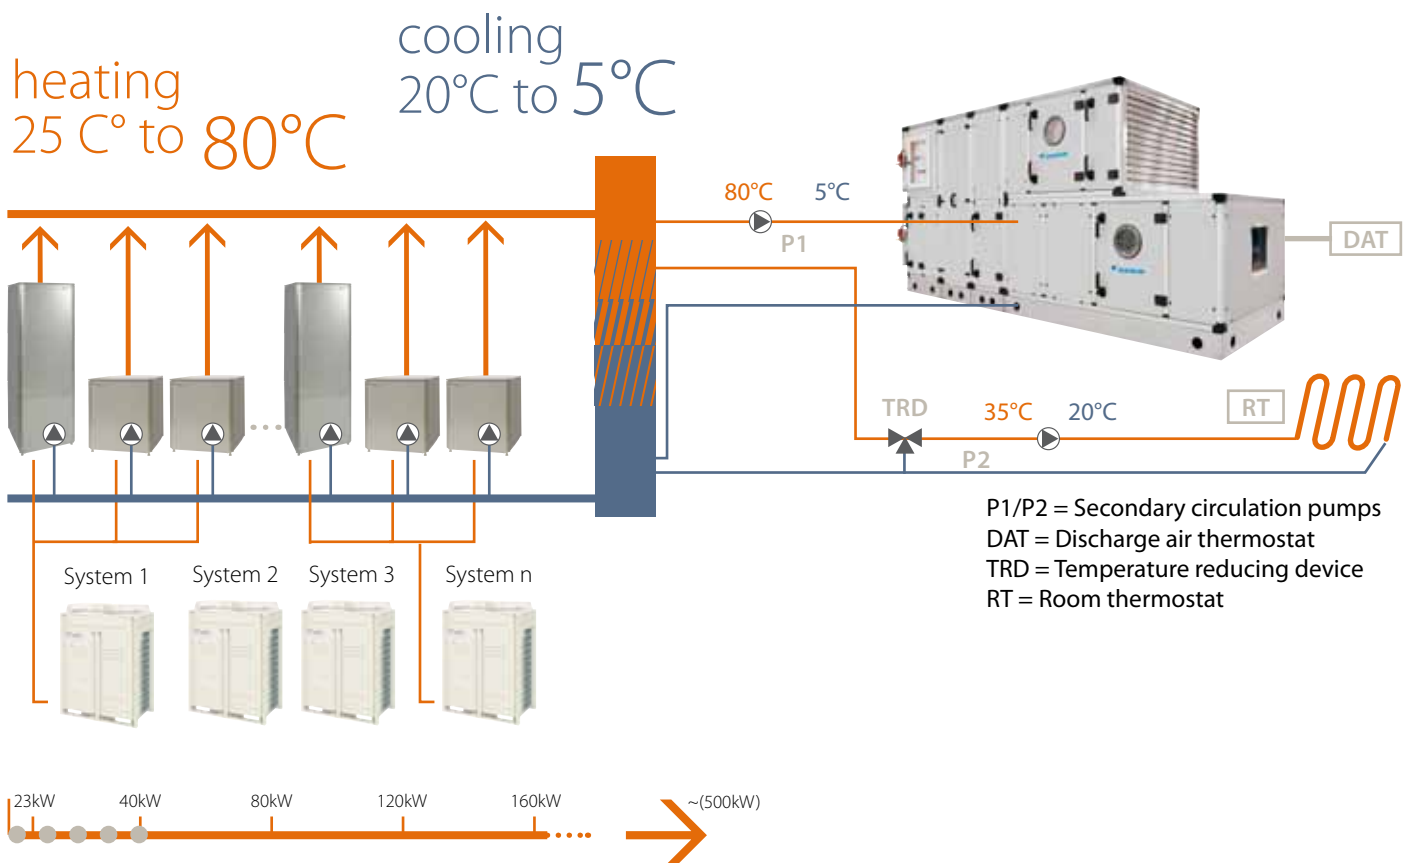 cooling
20°C to 5°C
heating
25 C° to 80°C
80°C 5°C
P1
DAT
TRD
35°C 20°C
RT
P2
P1/P2 = Secondary circulation pumps
DAT = Discharge air thermostat
TRD = Temperature reducing device
RT = Room thermostat
System 1 System 2 System 3 System n
23kW 40kW 80kW 120kW 160kW ~(500kW)